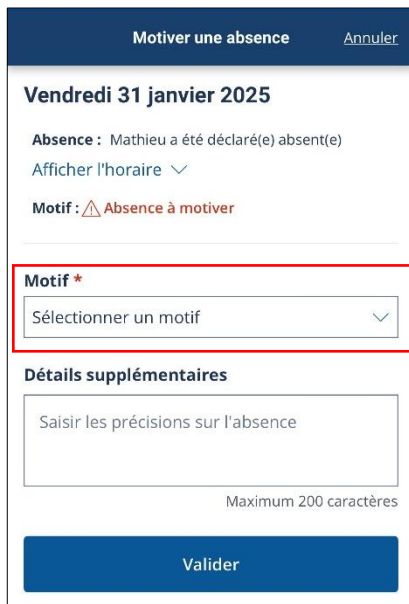 Motiver une absence Annuler
Vendredi 31 janvier 2025
Absence : Mathieu a été déclaré(e) absent(e)
Afficher l'horaire
Motif : Absence à motiver
Motif *
Sélectionner un motif
Détails supplémentaires
Saisir les précisions sur l'absence
Maximum 200 caractères
Valider